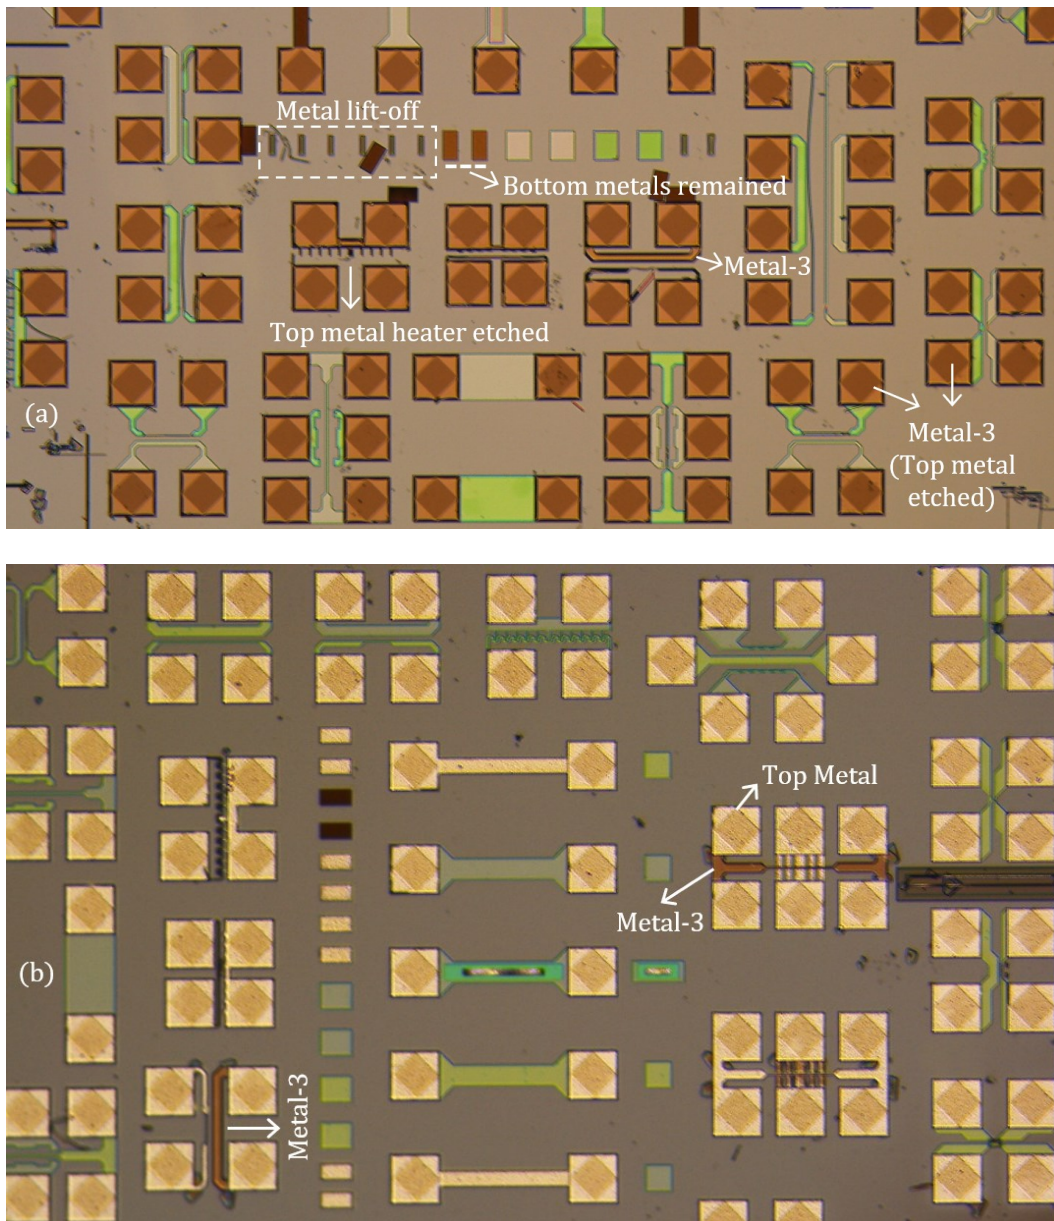 Metal lift-off
Bottom metals remained
Metal-3
Top metal heater etched
(a)
Metal-3
(Top metal
etched)
Top Metal
Metal-3
(b)
Metal-3